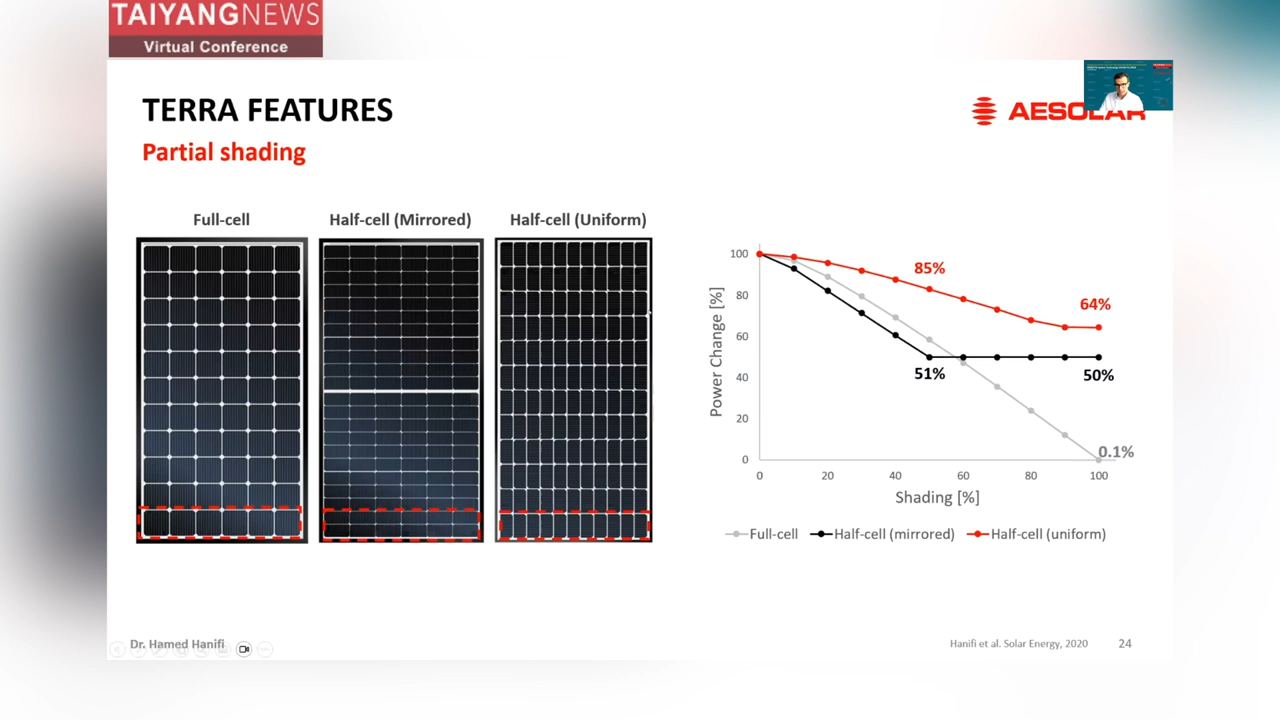 TAIYANGNEWS
Virtual Conference
TERRA FEATURES
AESOLAR
Partial shading
Full-cell
Half-cell (Mirrored)
Half-cell (Uniform)
Power Change [%]
100
80
60
40
20
0
85%
64%
51%
50%
0.1%
0
20
40
60
80
100
Shading [%]
Full-cell
Half-cell (mirrored)
Half-cell (uniform)
Dr. Hamed Hanifi
Hanifi et al. Solar Energy, 2020
24